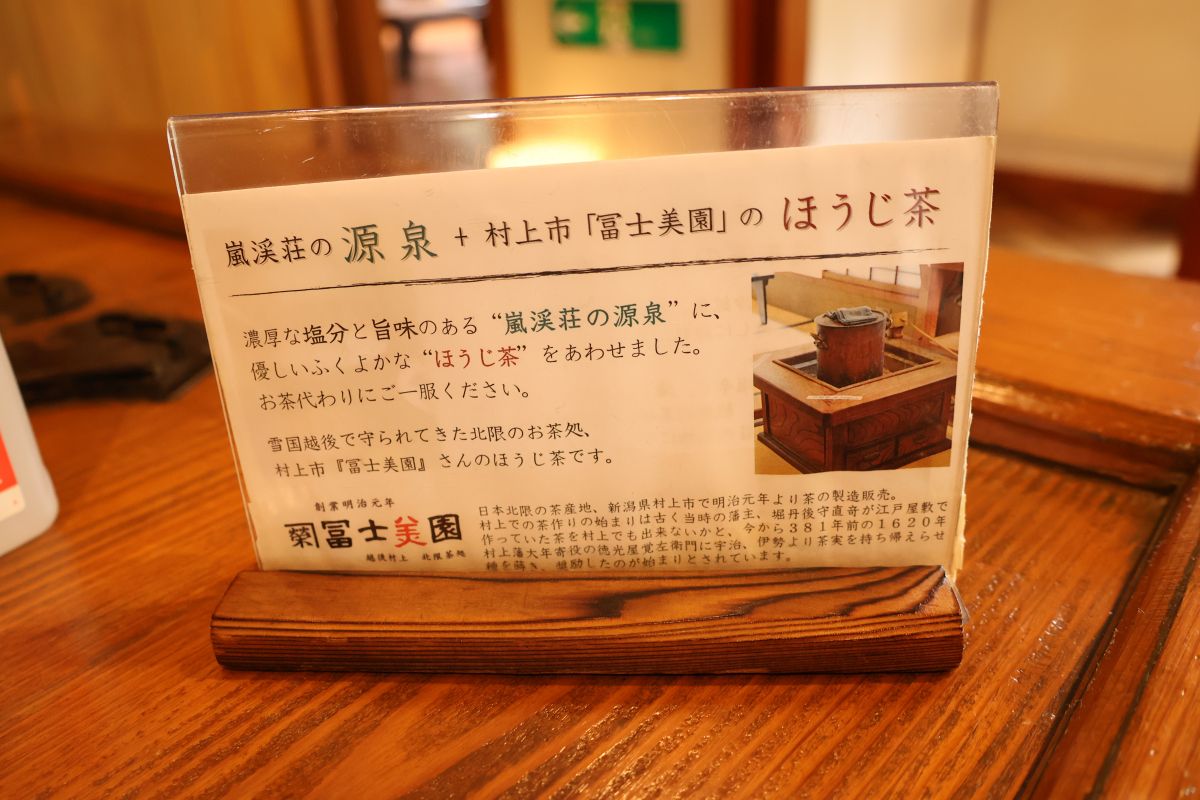 嵐渓荘の 源泉 + 村上市「冨士美園」の ほうじ茶
濃厚な塩分と旨味のある “嵐渓荘の源泉” に、
優しいふくよかな “ほうじ茶” をあわせました。
お茶代わりにご一服ください。
雪国越後で守られてきた北限のお茶処、
村上市『冨士美園』さんのほうじ茶です。
創業明治元年
冨士美園
越後村上 北限茶処
日本北限の茶産地、新潟県村上市で明治元年より茶の製造販売。
村上での茶作りの始まりは古く当時の藩主、堀丹後守直竒が江戸屋敷で
作っていた茶を村上でも出来ないかと、今から381年前の1620年
村上藩大年寄役の徳光屋覚左衛門に宇治、伊勢より茶実を持ち帰えらせ
種を蒔き、奨励したのが始まりとされています。